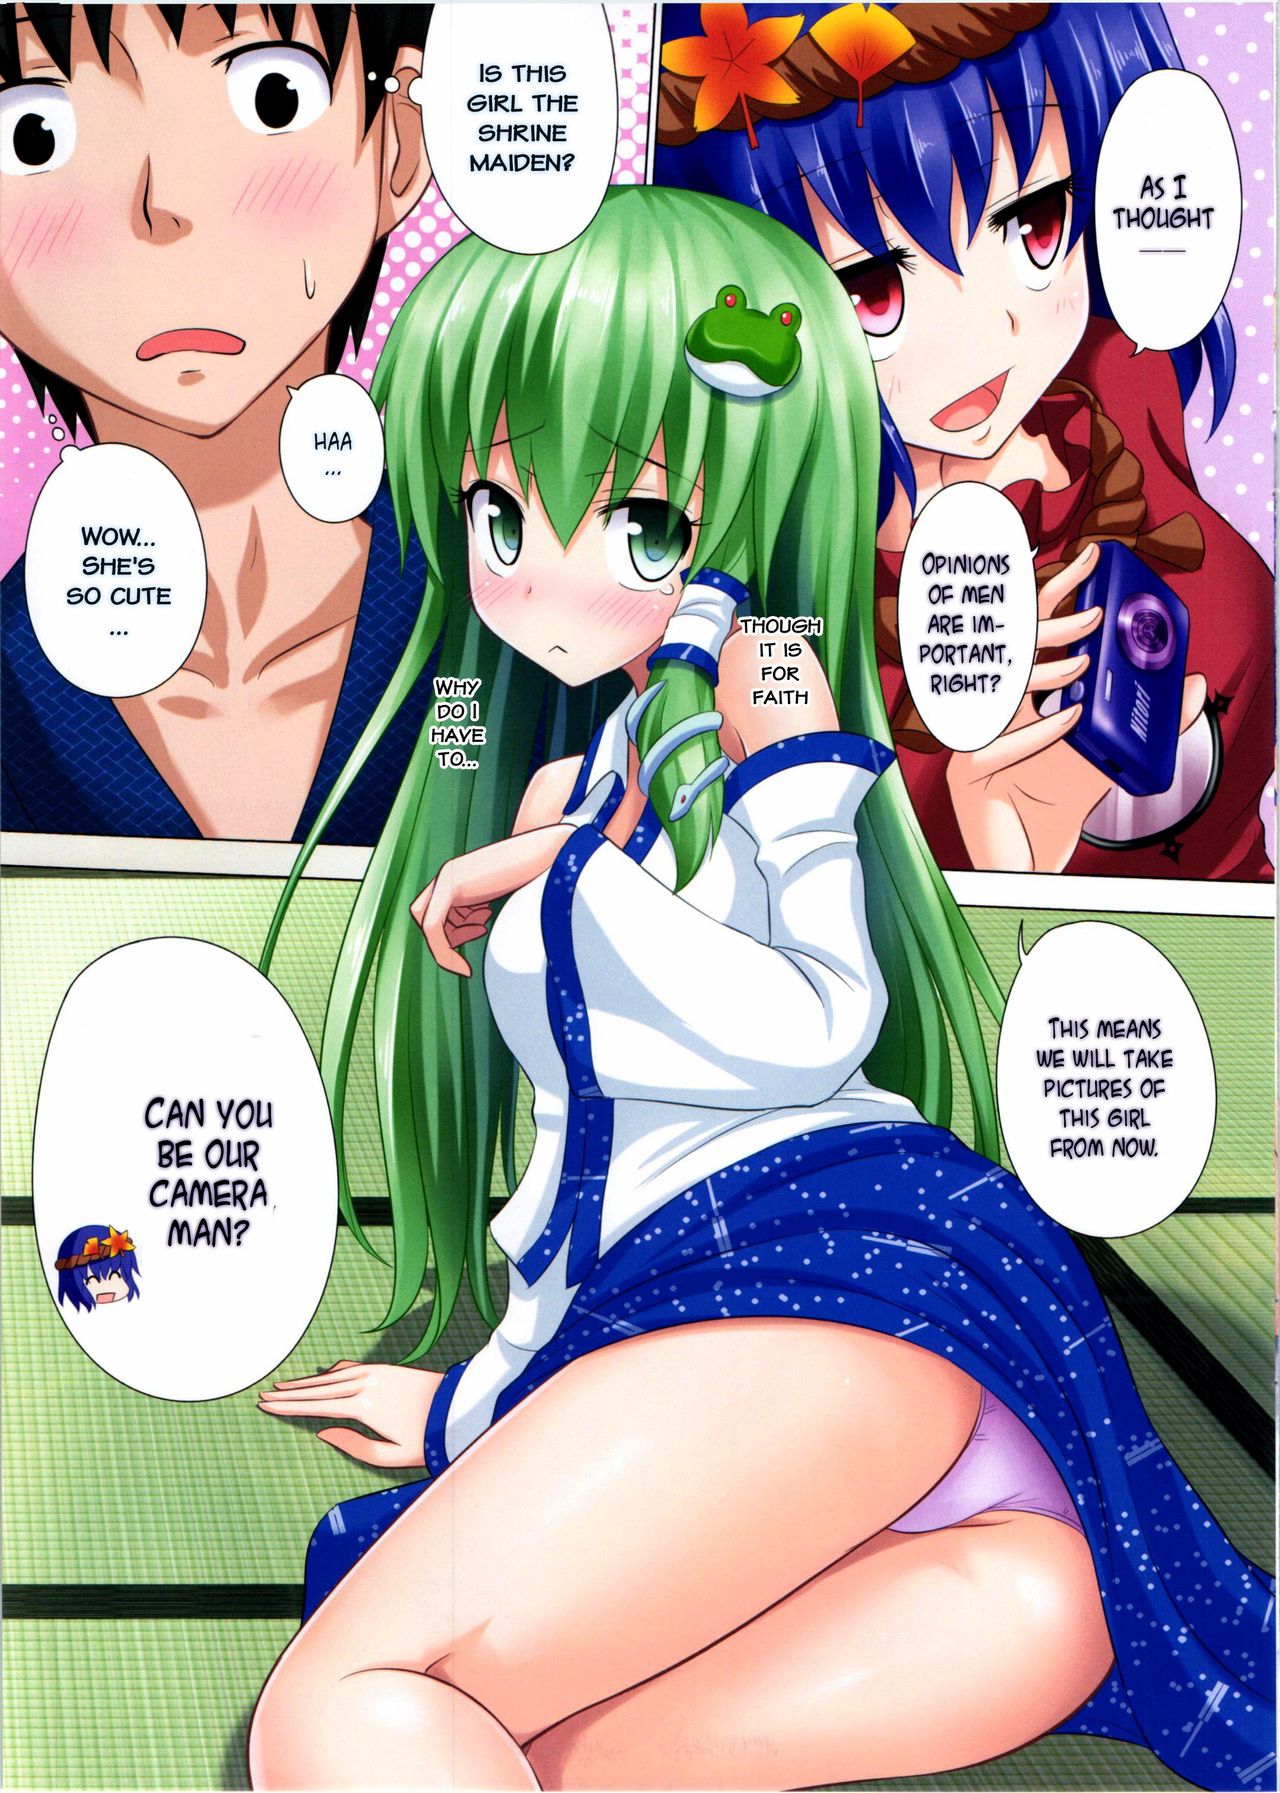 AS I
THOUGHT
——
OPINIONS
OF MEN
ARE IM-
PORTANT,
RIGHT?
Nitori
IS THIS
GIRL THE
SHRINE
MAIDEN?
HAA
...
WOW...
SHE'S
SO CUTE
...
THOUGH
IT IS
FOR
FAITH
WHY
DO I
HAVE
TO...
THIS MEANS
WE WILL TAKE
PICTURES OF
THIS GIRL
FROM NOW.
CAN YOU
BE OUR
CAMERA
MAN?